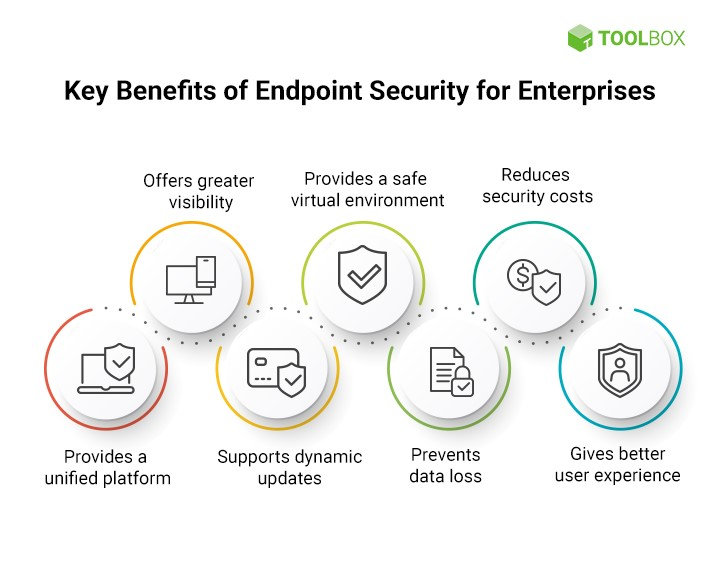 TOOLBOX
Key Benefits of Endpoint Security for Enterprises
Offers greater
visibility
Provides a safe
virtual environment
Reduces
security costs
$
Provides a
unified platform
Supports dynamic
updates
Prevents
data loss
Gives better
user experience